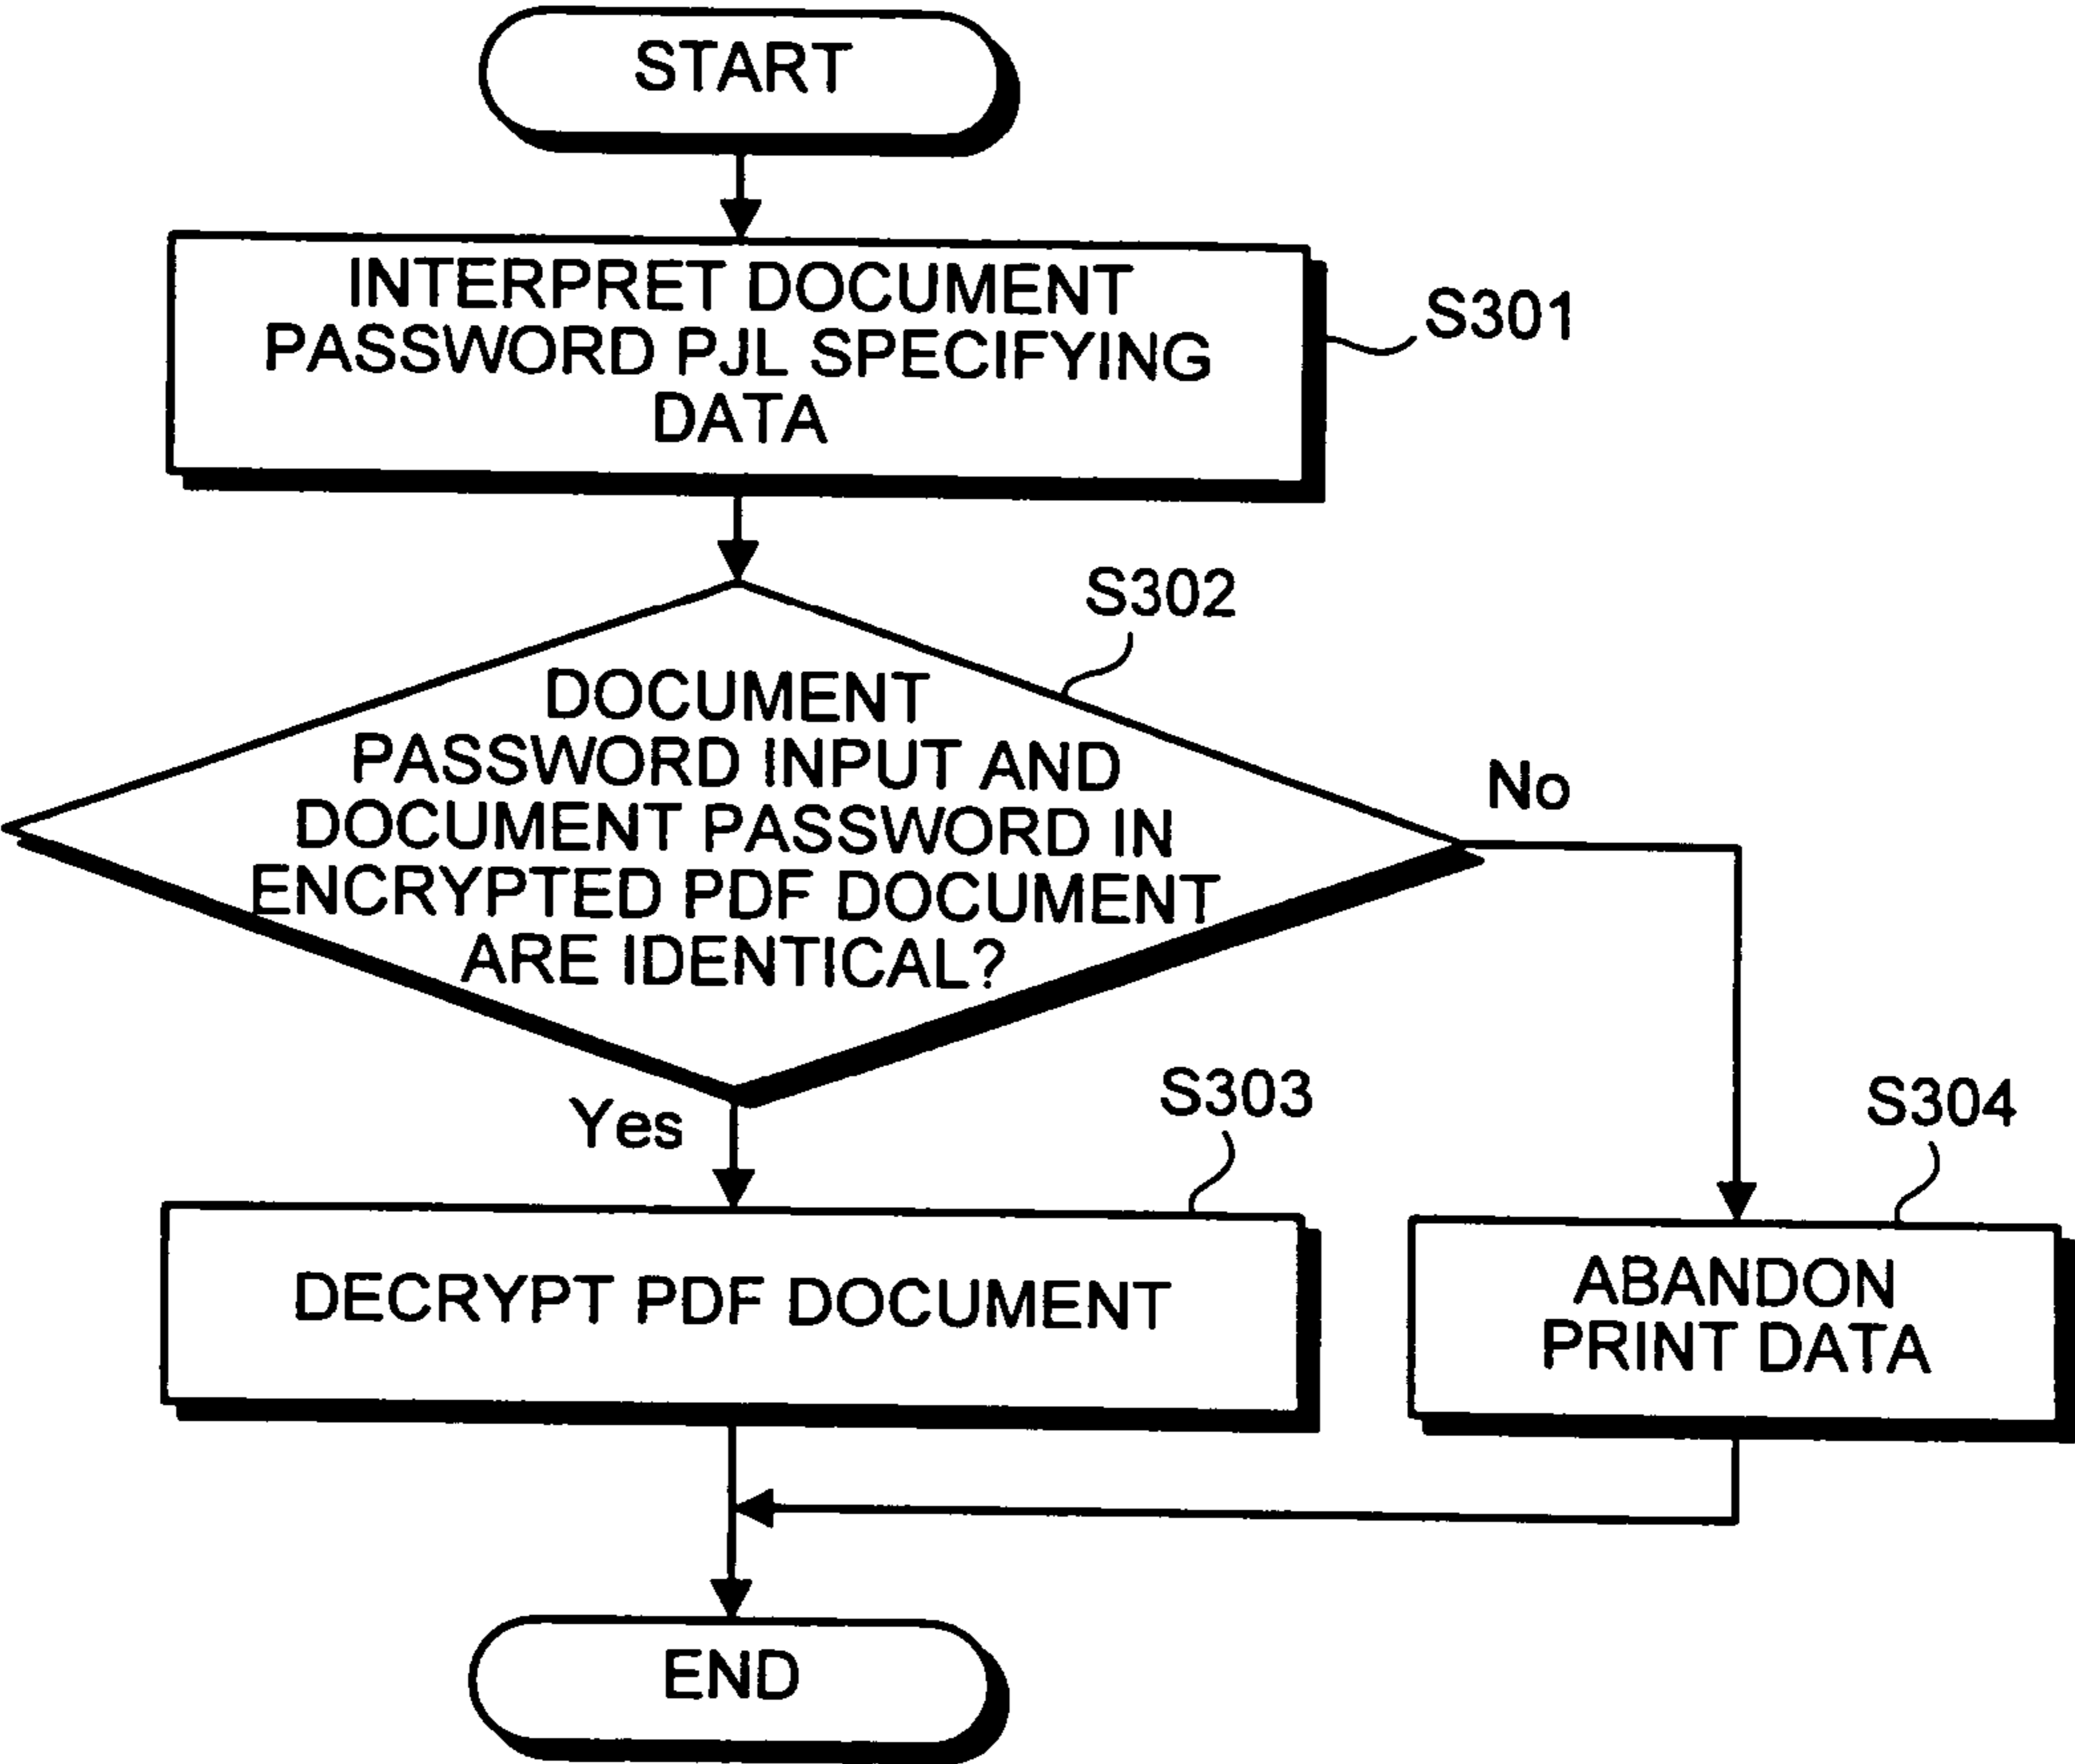 START
INTERPRET DOCUMENT
PASSWORD PJL SPECIFYING
DATA
S301
S302
DOCUMENT
PASSWORD INPUT AND
DOCUMENT PASSWORD IN
ENCRYPTED PDF DOCUMENT
ARE IDENTICAL?
No
Yes
S303
DECRYPT PDF DOCUMENT
S304
ABANDON
PRINT DATA
END